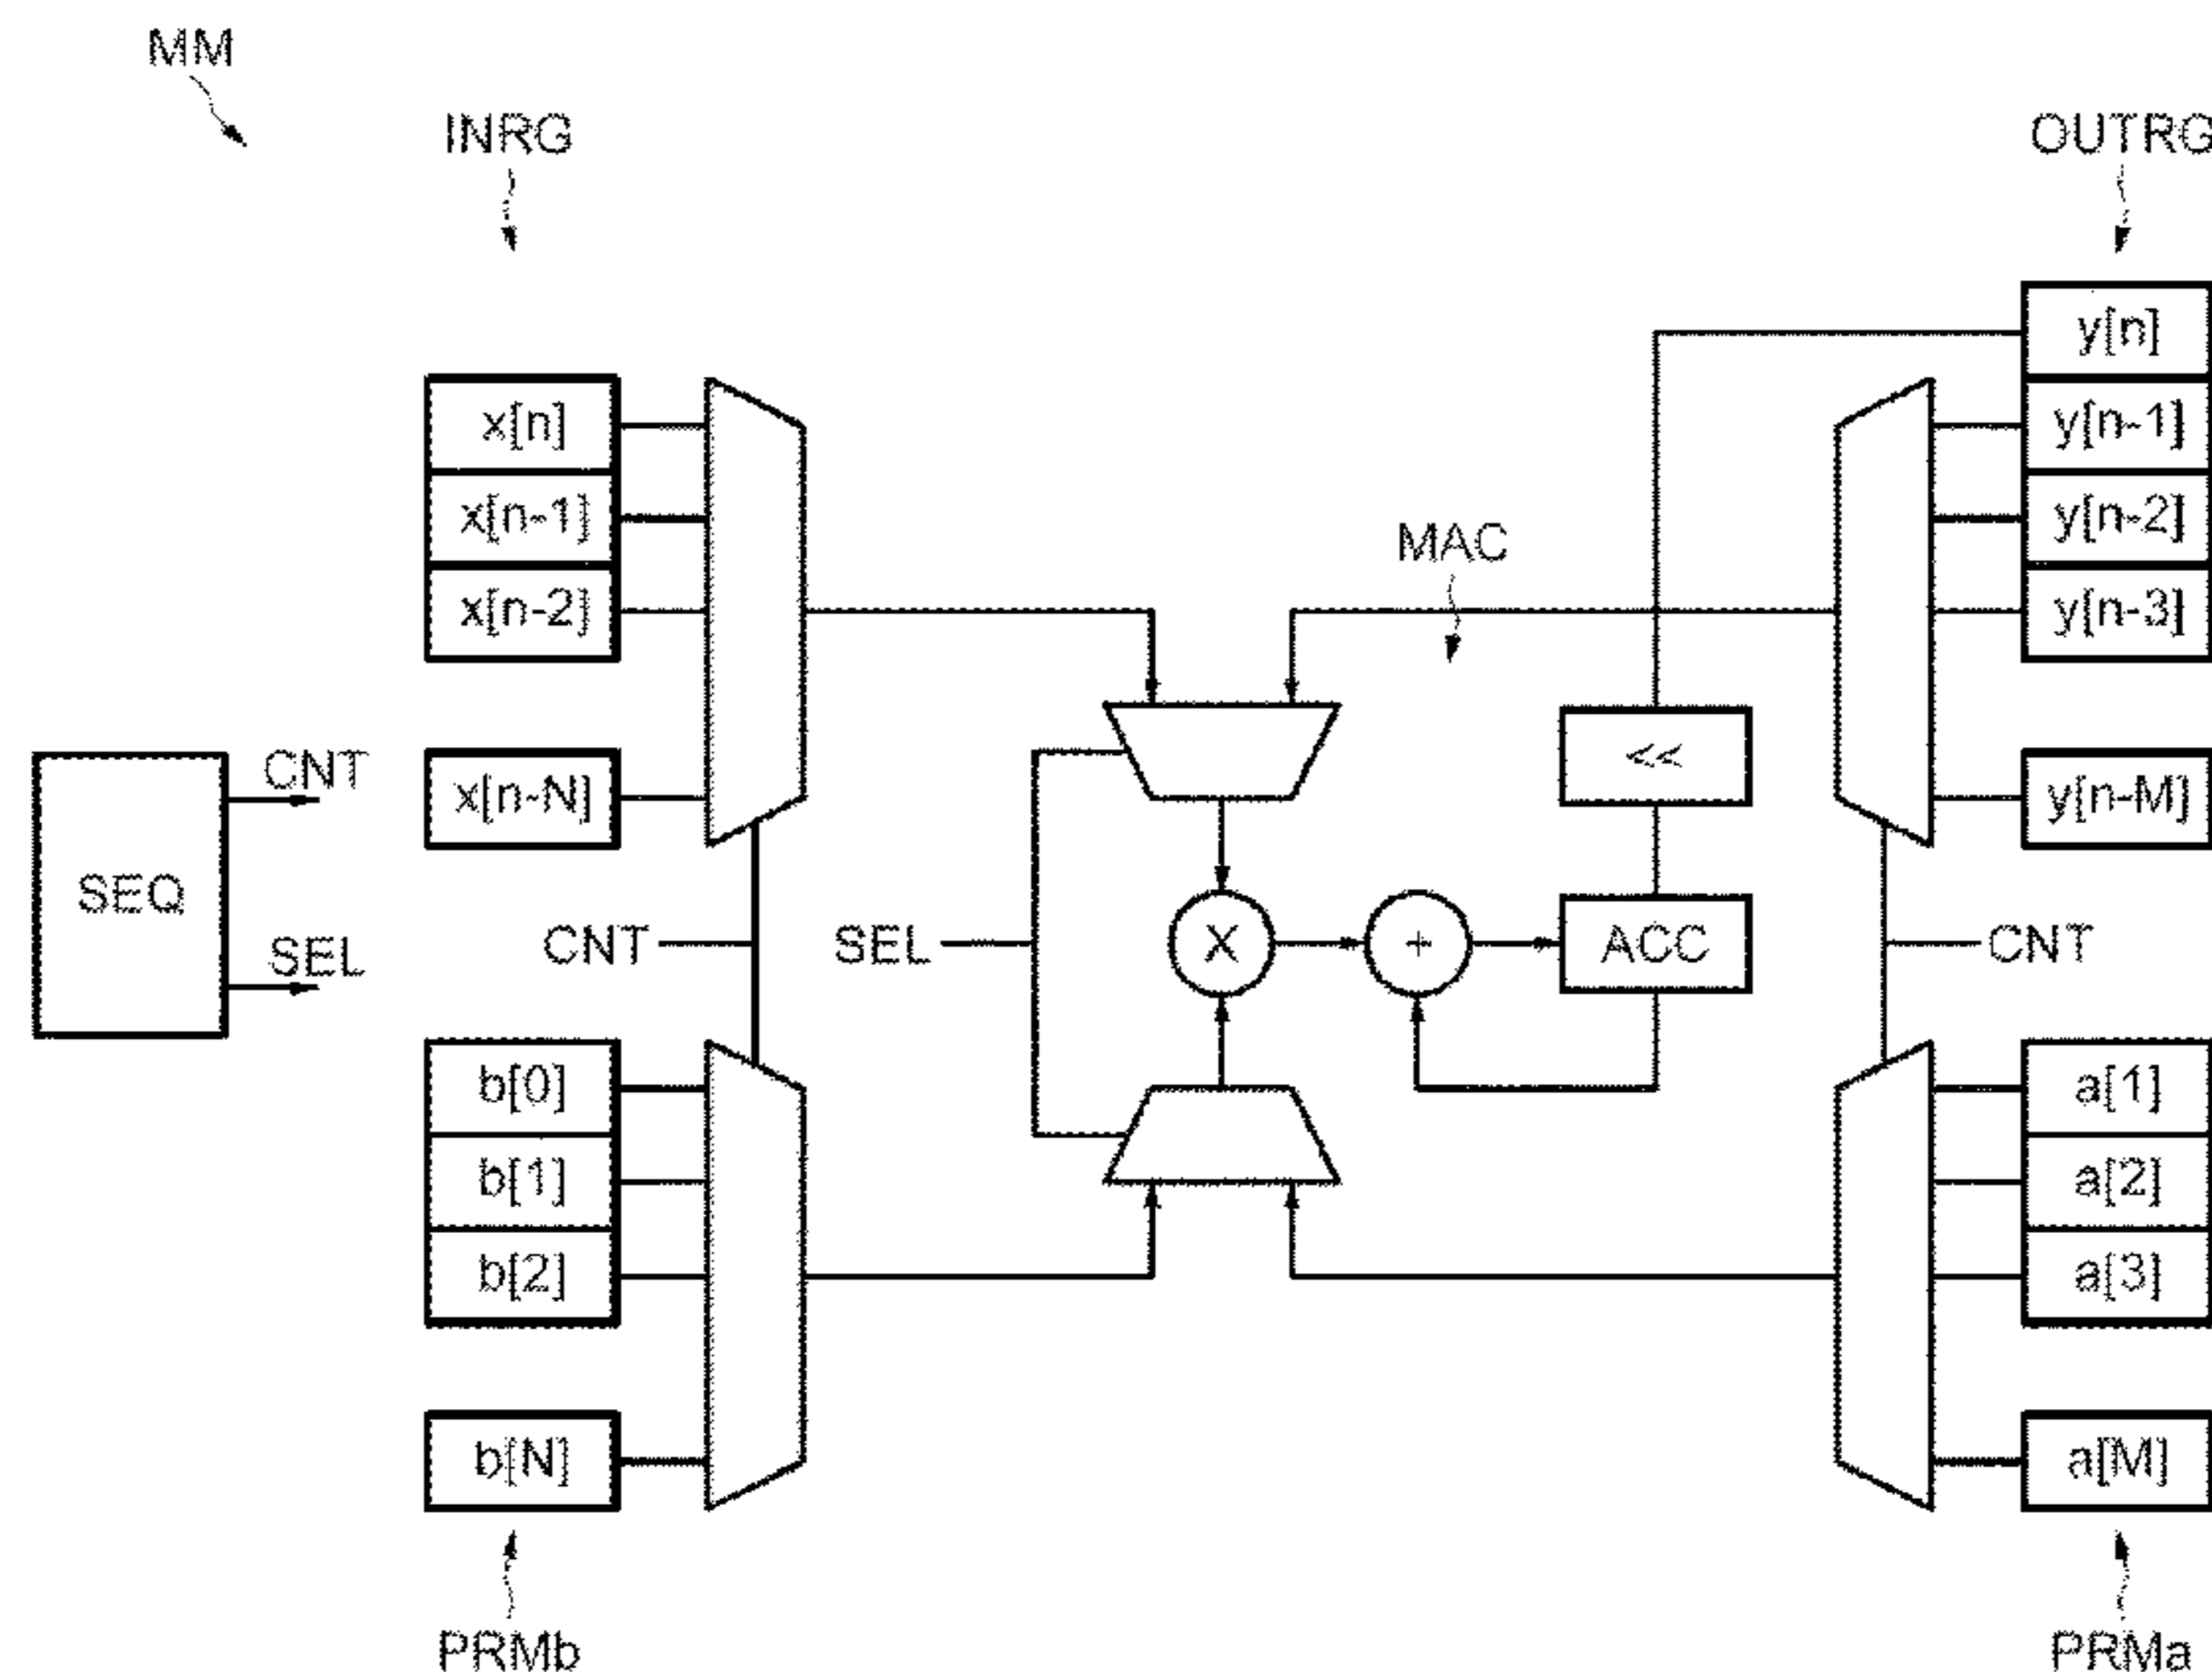 MM
INRG
OUTRG
y[n]
x[n]
y[n-1]
x[n-1]
y[n-2]
MAC
x[n-2]
y[n-3]
<<
CNT
x[n-N]
y[n-M]
SEQ
SEL
CNT
SEL
X
+
ACC
CNT
b[0]
a[1]
b[1]
a[2]
b[2]
a[3]
b[N]
a[M]
PRMb
PRMa